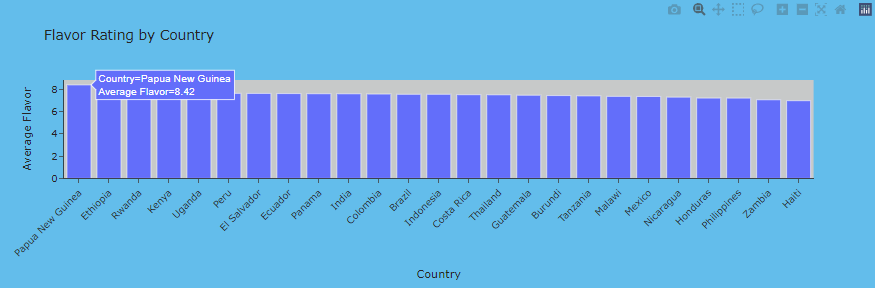 Flavor Rating by Country
Country=Papua New Guinea
Average Flavor=8.42
Average Flavor
8
6
4
2
0
Papua New Guinea
Ethiopia
Rwanda
Kenya
Uganda
Peru
El Salvador
Ecuador
Panama
India
Colombia
Brazil
Indonesia
Costa Rica
Thailand
Guatemala
Burundi
Tanzania
Malawi
Mexico
Nicaragua
Honduras
Philippines
Zambia
Haiti
Country